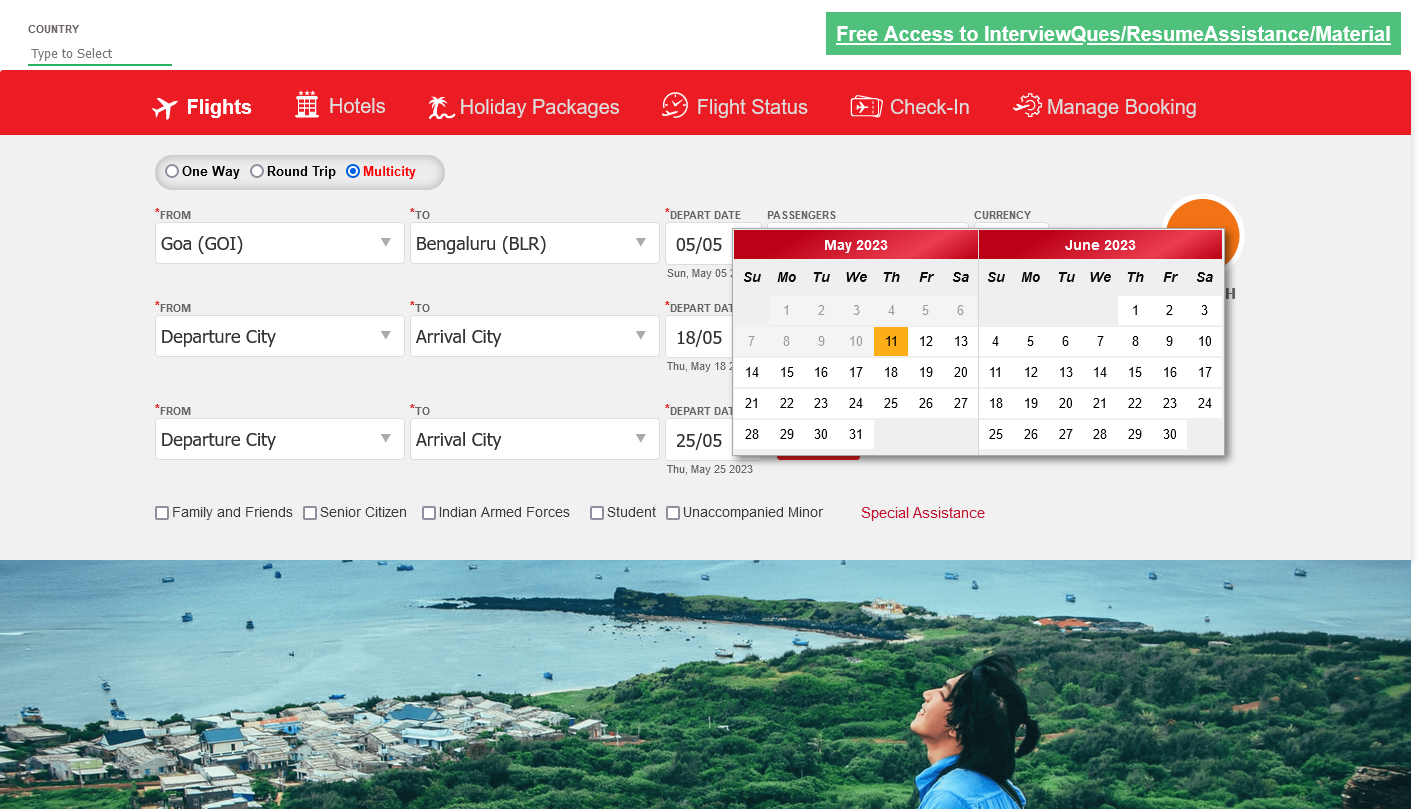 COUNTRY
Type to Select
Free Access to InterviewQues/ResumeAssistance/Material
Flights Hotels Holiday Packages Flight Status Check-In Manage Booking
One Way Round Trip Multicity
*FROM *TO *DEPART DATE PASSENGERS CURRENCY
Goa (GOI) Bengaluru (BLR) 05/05
Sun, May 05
*FROM *TO *DEPART DAT
Departure City Arrival City 18/05
Thu, May 18
*FROM *TO *DEPART DAT
Departure City Arrival City 25/05
Thu, May 25 2023
May 2023 June 2023
Su Mo Tu We Th Fr Sa Su Mo Tu We Th Fr Sa
1 2 3 4 5 6 1 2 3
7 8 9 10 11 12 13 4 5 6 7 8 9 10
14 15 16 17 18 19 20 11 12 13 14 15 16 17
21 22 23 24 25 26 27 18 19 20 21 22 23 24
28 29 30 31 25 26 27 28 29 30
H
Family and Friends Senior Citizen Indian Armed Forces Student Unaccompanied Minor Special Assistance